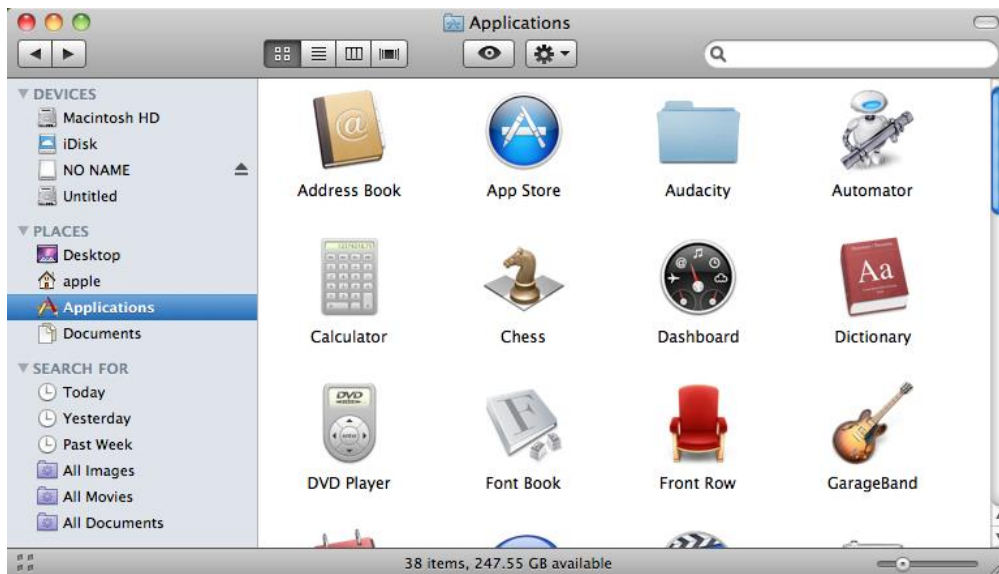 Applications
DEVICES
Macintosh HD
iDisk
NO NAME
Untitled
PLACES
Desktop
apple
Applications
Documents
SEARCH FOR
Today
Yesterday
Past Week
All Images
All Movies
All Documents
@
Address Book
App Store
Audacity
Automator
Calculator
Chess
Dashboard
Aa
Dictionary
DVD
DVD Player
F
Font Book
Front Row
GarageBand
38 items, 247.55 GB available